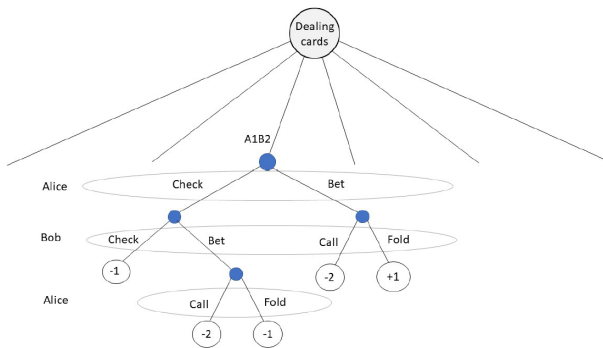 Dealing
cards
A1B2
Alice
Check
Bet
Bob
Check
Bet
Call
Fold
-1
-2
+1
Alice
Call
Fold
-2
-1